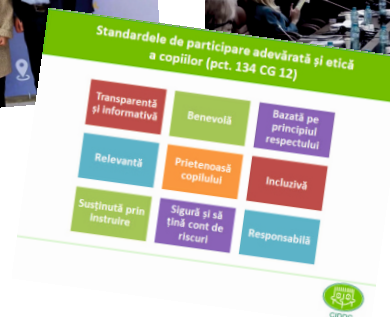 Standardele de participare adevărată și etică
a copiilor (pct. 134 CG 12)
Transparentă
și informativă
Benevolă
Bazată pe
principiul
respectului
Relevantă
Prietenoasă
copilului
Incluzivă
Susținută prin
instruire
Sigură și să
țină cont de
riscuri
Responsabilă
CIDDC